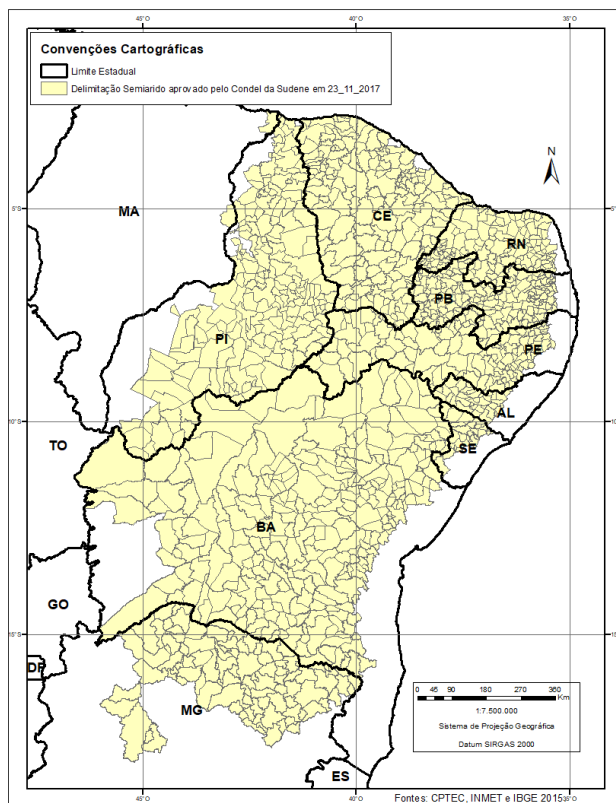 45°S
40°S
35°S
Convenções Cartográficas
Limite Estadual
Delimitação Semiarido aprovado pelo Condel da Sudene em 23_11_2017
N
5°S
MA
CE
RN
PB
PI
PE
10°S
AL
TO
SE
BA
GO
15°S
DF
MG
0 45 90 180 270 360
Km
1:7.500.000
Sistema de Projeção Geográfica
Datum SIRGAS 2000
ES
Fontes: CPTEC, INMET e IBGE 2015